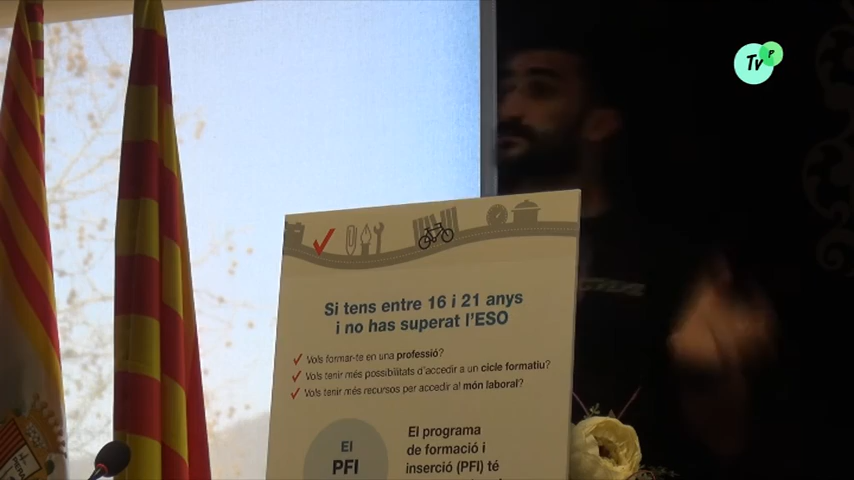 Tv P
Si tens entre 16 i 21 anys
i no has superat l'ESO
Vols formar-te en una professió?
Vols tenir més possibilitats d'accedir a un cicle formatiu?
Vols tenir més recursos per accedir al món laboral?
El
PFI
El programa
de formació i
inserció (PFI) té